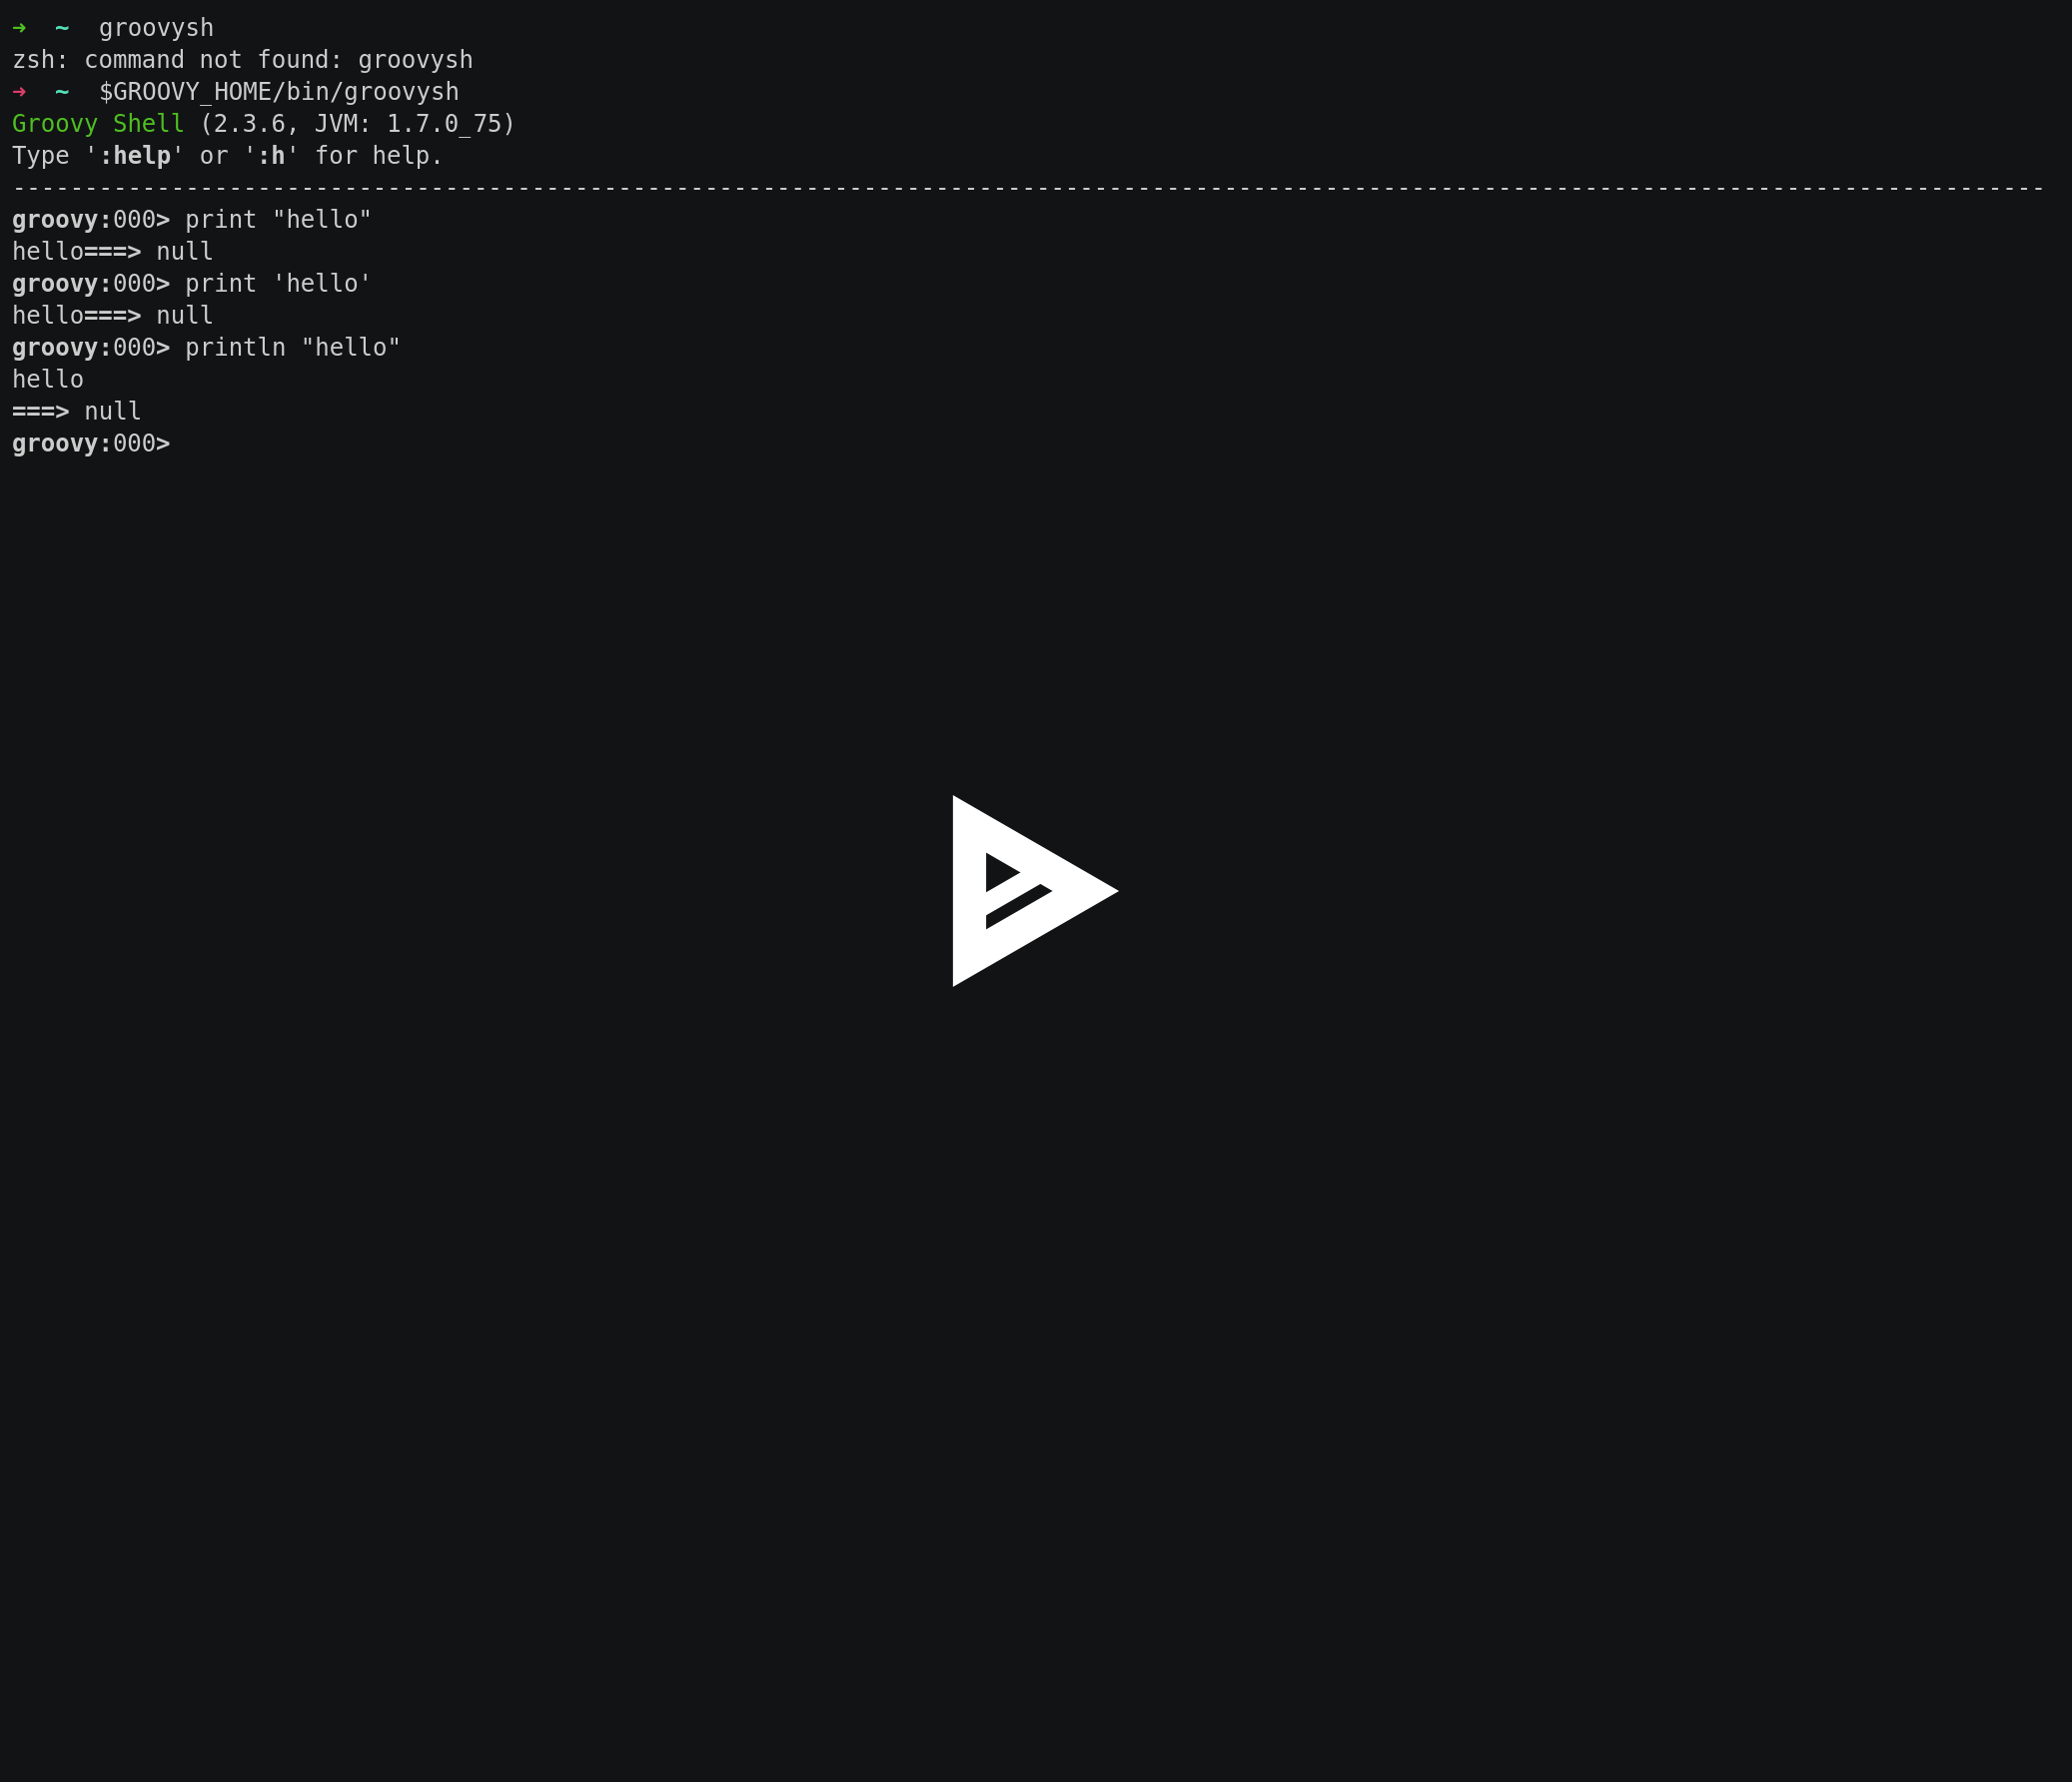 ➜  ~  groovysh
zsh: command not found: groovysh
➜  ~  $GROOVY_HOME/bin/groovysh
Groovy Shell (2.3.6, JVM: 1.7.0_75)
Type ':help' or ':h' for help.
---------------------------------------------------------------------------------------------------------------------------------------------
groovy:000> print "hello"
hello===> null
groovy:000> print 'hello'
hello===> null
groovy:000> println "hello"
hello
===> null
groovy:000>